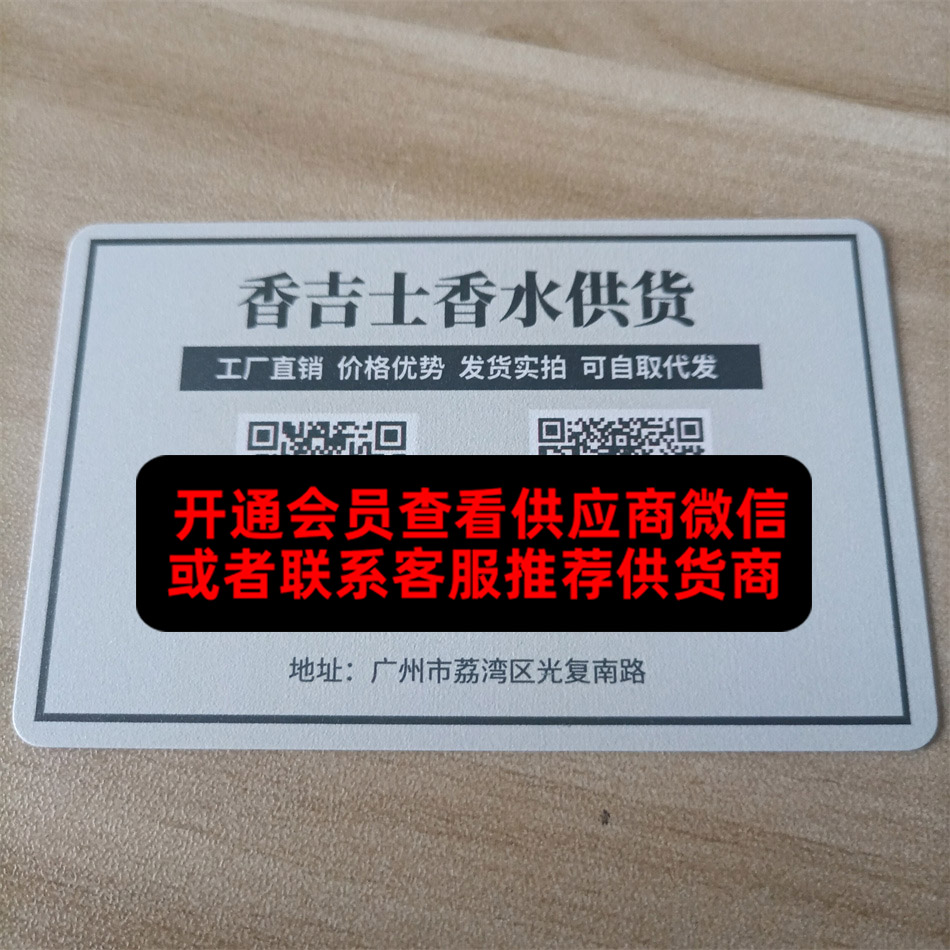 香吉士香水供货
工厂直销 价格优势 发货实拍 可自取代发
开通会员查看供应商微信
或者联系客服推荐供货商
地址：广州市荔湾区光复南路